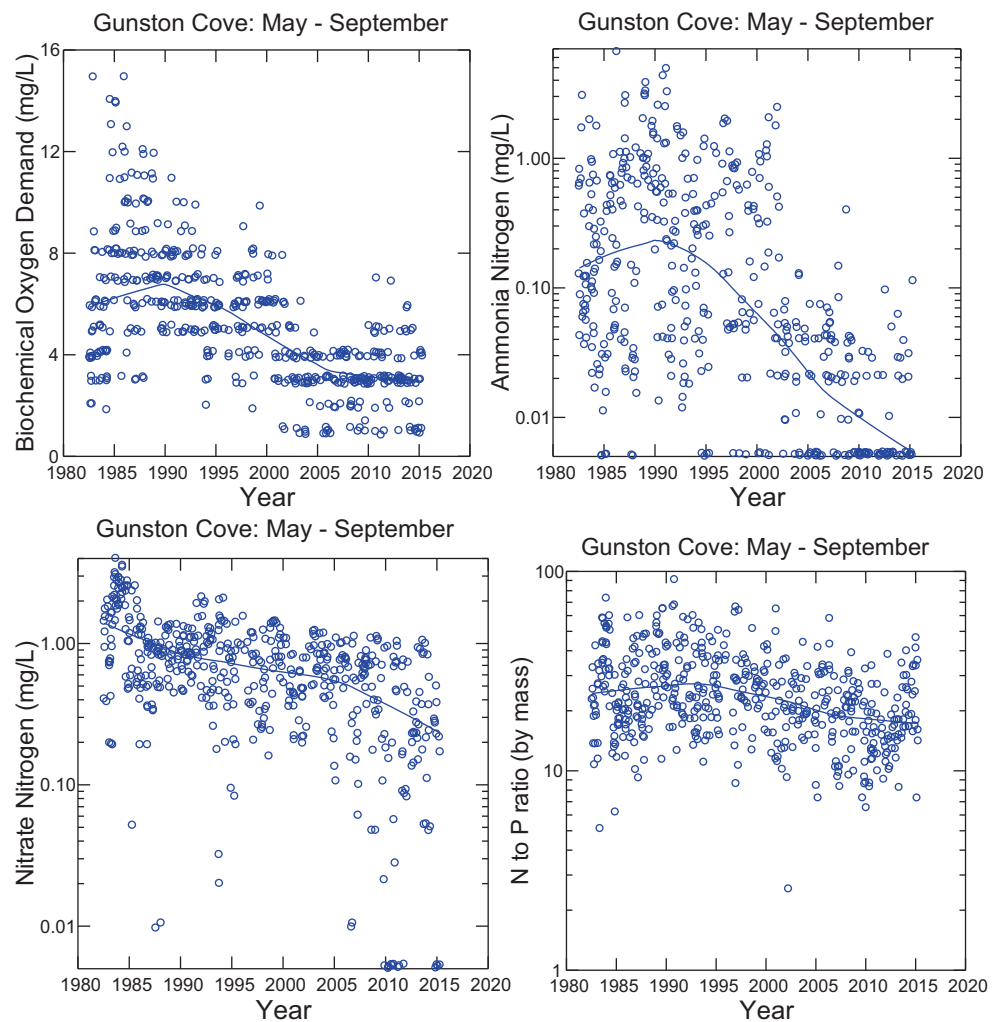 Gunston Cove: May - September
16
12
8
4
0
Biochemical Oxygen Demand (mg/L)
1980 1985 1990 1995 2000 2005 2010 2015 2020
Year
Gunston Cove: May - September
1.00
0.10
0.01
Ammonia Nitrogen (mg/L)
1980 1985 1990 1995 2000 2005 2010 2015 2020
Year
Gunston Cove: May - September
1.00
0.10
0.01
Nitrate Nitrogen (mg/L)
1980 1985 1990 1995 2000 2005 2010 2015 2020
Year
Gunston Cove: May - September
100
10
1
N to P ratio (by mass)
1980 1985 1990 1995 2000 2005 2010 2015 2020
Year